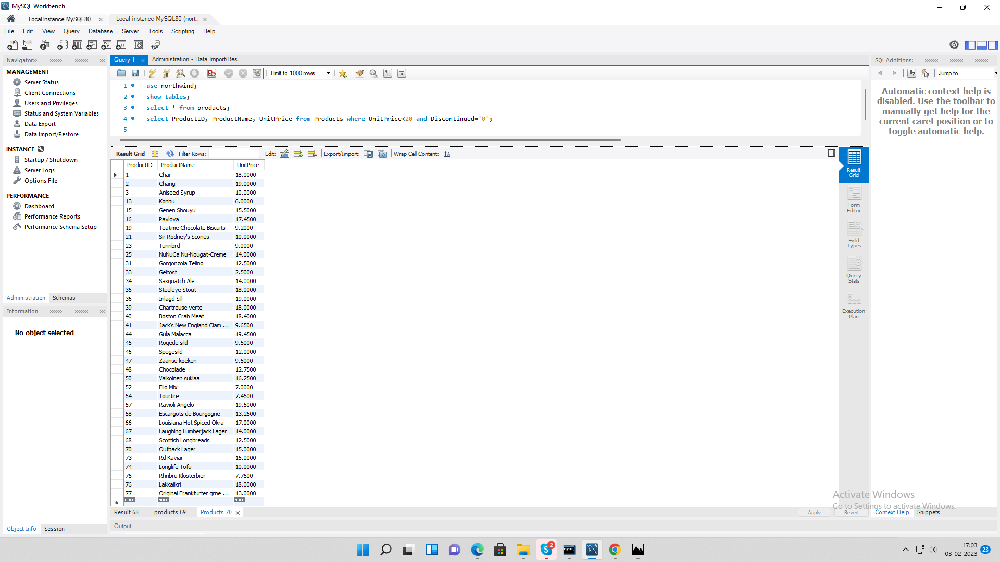 MySQL Workbench
Local instance MySQL80
Local instance MySQL80 (nort...
File Edit View Query Database Server Tools Scripting Help
Navigator
MANAGEMENT
Server Status
Client Connections
Users and Privileges
Status and System Variables
Data Export
Data Import/Restore
INSTANCE
Startup / Shutdown
Server Logs
Options File
PERFORMANCE
Dashboard
Performance Reports
Performance Schema Setup
Administration Schemas
Information
No object selected
Object Info Session
Query 1
Administration - Data Import/Res...
Limit to 1000 rows
1 use northwind;
2 show tables;
3 select * from products;
4 select ProductID, ProductName, UnitPrice from Products where UnitPrice<20 and Discontinued='0';
5
Result Grid Filter Rows: Edit: Export/Import: Wrap Cell Content:
ProductID ProductName UnitPrice
1 Chai 18.0000
2 Chang 19.0000
3 Aniseed Syrup 10.0000
13 Konbu 6.0000
15 Genen Shouyu 15.5000
16 Pavlova 17.4500
19 Teatime Chocolate Biscuits 9.2000
21 Sir Rodney's Scones 10.0000
23 Tunnbrd 9.0000
25 NuNuCa Nu-Nougat-Creme 14.0000
31 Gorgonzola Telino 12.5000
33 Geitost 2.5000
34 Sasquatch Ale 14.0000
35 Steeleye Stout 18.0000
36 Inlagd Sill 19.0000
39 Chartreuse verte 18.0000
40 Boston Crab Meat 18.4000
41 Jack's New England Clam ... 9.6500
44 Gula Malacca 19.4500
45 Rogede sild 9.5000
46 Spegesild 12.0000
47 Zaanse koeken 9.5000
48 Chocolade 12.7500
50 Valkoinen suklaa 16.2500
52 Filo Mix 7.0000
54 Tourtire 7.4500
57 Ravioli Angelo 19.5000
58 Escargots de Bourgogne 13.2500
66 Louisiana Hot Spiced Okra 17.0000
67 Laughing Lumberjack Lager 14.0000
68 Scottish Longbreads 12.5000
70 Outback Lager 15.0000
73 Rd Kaviar 15.0000
74 Longlife Tofu 10.0000
75 Rhnbru Klosterbier 7.7500
76 Lakkalikri 18.0000
77 Original Frankfurter grne ... 13.0000
NULL NULL NULL
Result 68 products 69 Products 70
Apply Revert
Output
Result
Grid
Form
Editor
Field
Types
Query
Stats
Execution
Plan
SQLAdditions
Jump to
Automatic context help is
disabled. Use the toolbar to
manually get help for the
current caret position or to
toggle automatic help.
Activate Windows
Go to Settings to activate Windows.
Context Help Snippets
2
MySQL
17:03
03-02-2023
23